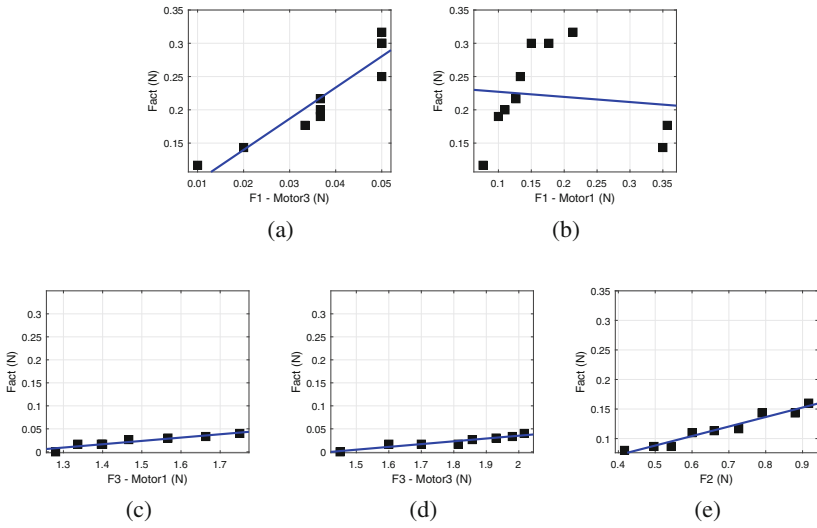 0.35
0.3
0.25
0.2
0.15
Fact (N)
0.01 0.02 0.03 0.04 0.05
F1 - Motor3 (N)
(a)
0.35
0.3
0.25
0.2
0.15
Fact (N)
0.1 0.15 0.2 0.25 0.3 0.35
F1 - Motor1 (N)
(b)
0.3
0.25
0.2
0.15
0.1
0.05
0
Fact (N)
1.3 1.4 1.5 1.6 1.7
F3 - Motor1 (N)
(c)
0.3
0.25
0.2
0.15
0.1
0.05
0
Fact (N)
1.5 1.6 1.7 1.8 1.9 2
F3 - Motor3 (N)
(d)
0.35
0.3
0.25
0.2
0.15
0.1
Fact (N)
0.4 0.5 0.6 0.7 0.8 0.9
F2 (N)
(e)